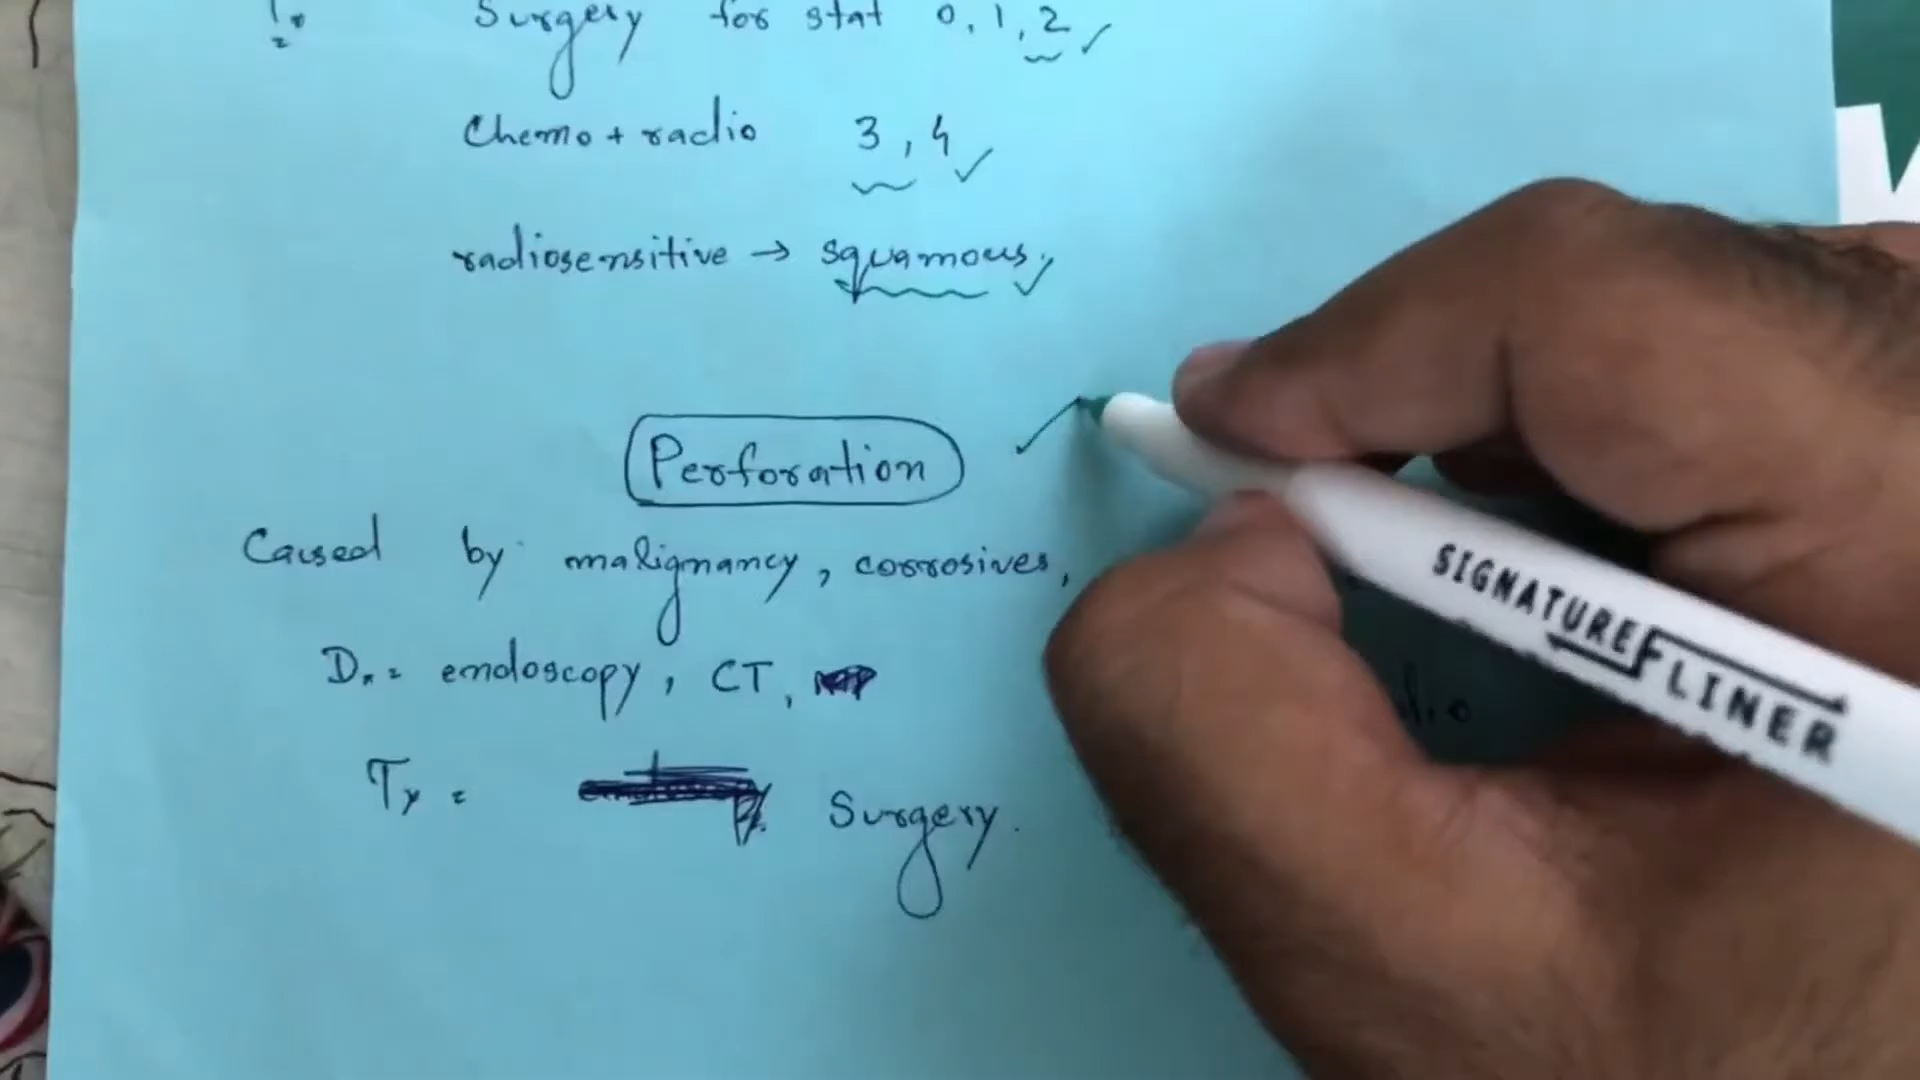 Surgery for stat 0, 1, 2 ✓
Chemo + radio 3, 4 ✓
radiosensitive → squamous ✓
Perforation ✓
Caused by malignancy, corrosives,
Dx = endoscopy, CT,
Tx = Surgery.
SIGNATURE FLINER